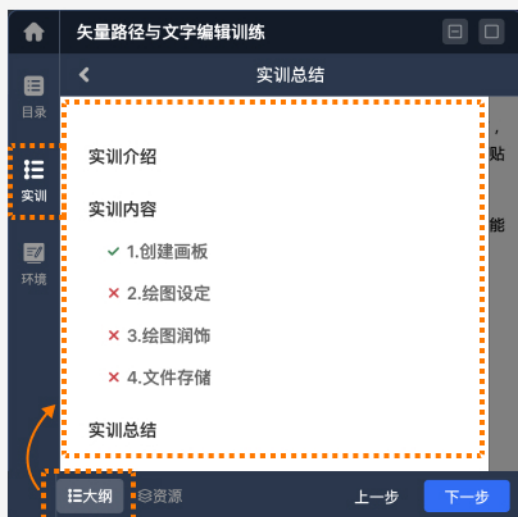 矢量路径与文字编辑训练
实训总结
目录
实训
环境
，
贴
能
实训介绍
实训内容
1.创建画板
2.绘图设定
3.绘图润饰
4.文件存储
实训总结
大纲
资源
上一步
下一步